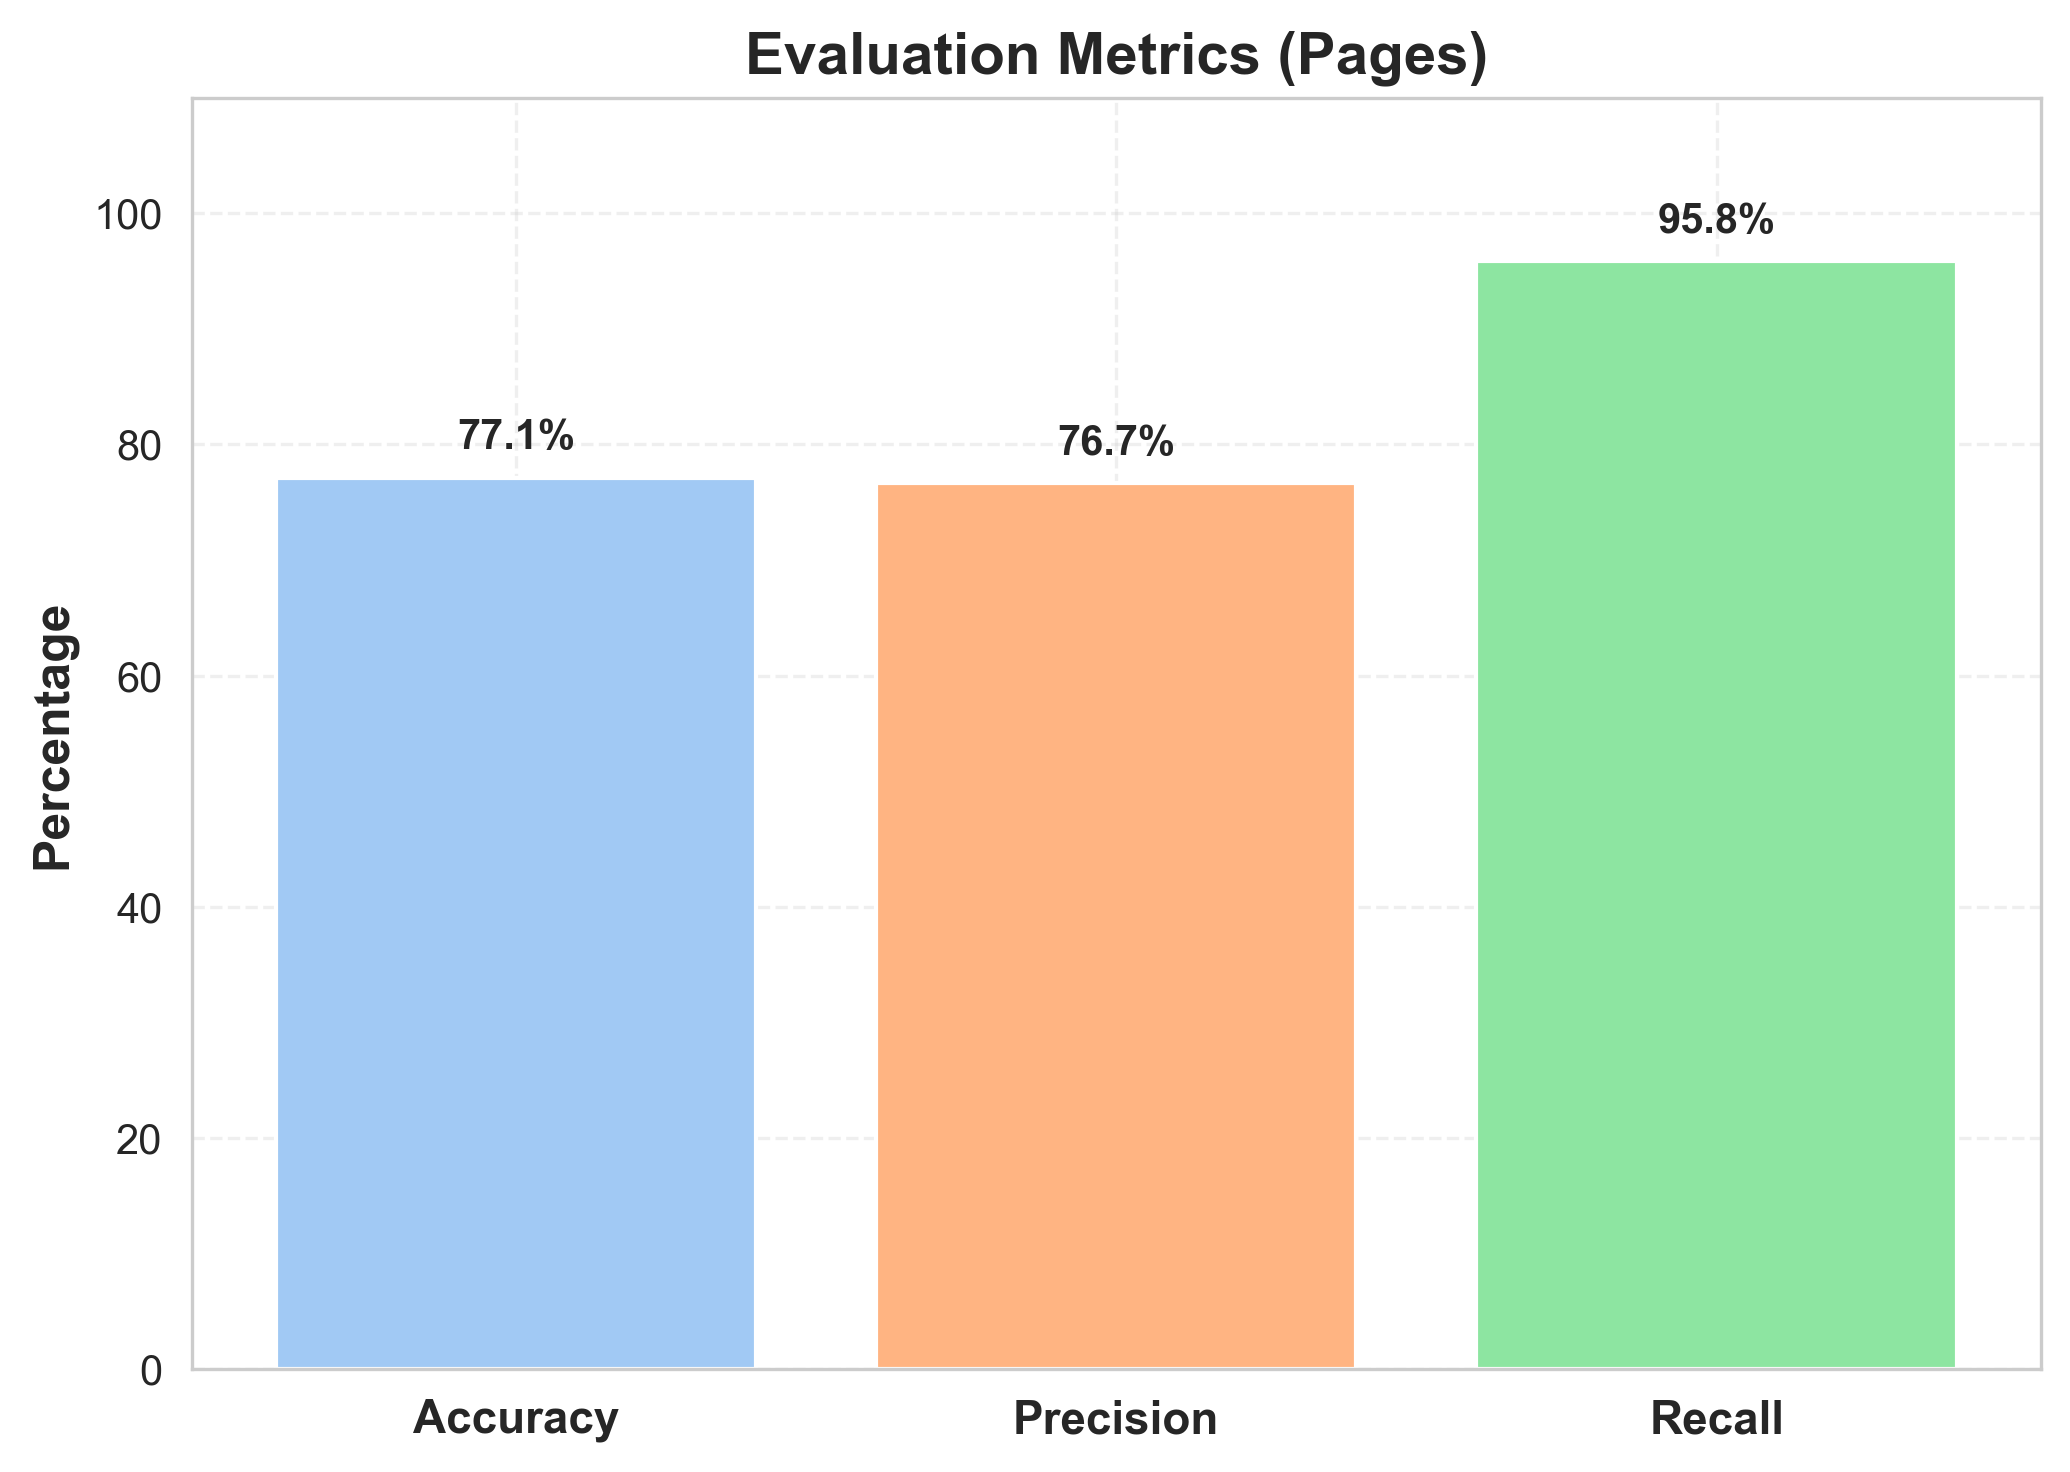 Evaluation Metrics (Pages)
Percentage
100
80
60
40
20
0
77.1%
76.7%
95.8%
Accuracy
Precision
Recall